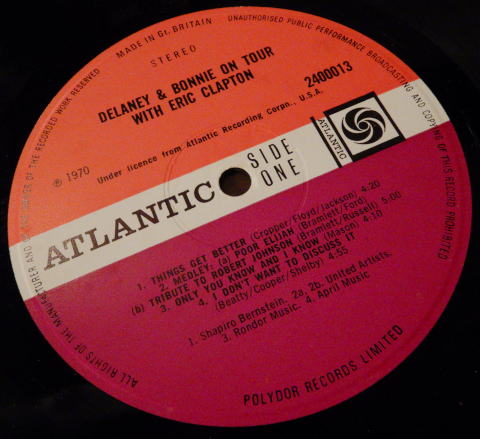 MADE IN Gt. BRITAIN
UNAUTHORISED PUBLIC PERFORMANCE BROADCASTING AND COPYING OF THIS RECORD PROHIBITED
ALL RIGHTS OF THE MANUFACTURER AND OF THE OWNER OF THE RECORDED WORK RESERVED
STEREO
DELANEY & BONNIE ON TOUR
WITH ERIC CLAPTON
2400013
Under licence from Atlantic Recording Corpn., U.S.A.
℗ 1970
ATLANTIC
SIDE
ONE
ATLANTIC
1. THINGS GET BETTER (Cropper/Floyd/Jackson) 4:20
2. MEDLEY: (a) POOR ELIJAH (Bramlett/Ford)
(b) TRIBUTE TO ROBERT JOHNSON (Bramlett/Russell) 5:00
3. ONLY YOU KNOW AND I KNOW (Mason) 4:10
4. I DON'T WANT TO DISCUSS IT
(Beatty/Cooper/Shelby) 4:55
1. Shapiro Bernstein. 2a, 2b. United Artists.
3. Rondor Music. 4. April Music
POLYDOR RECORDS LIMITED